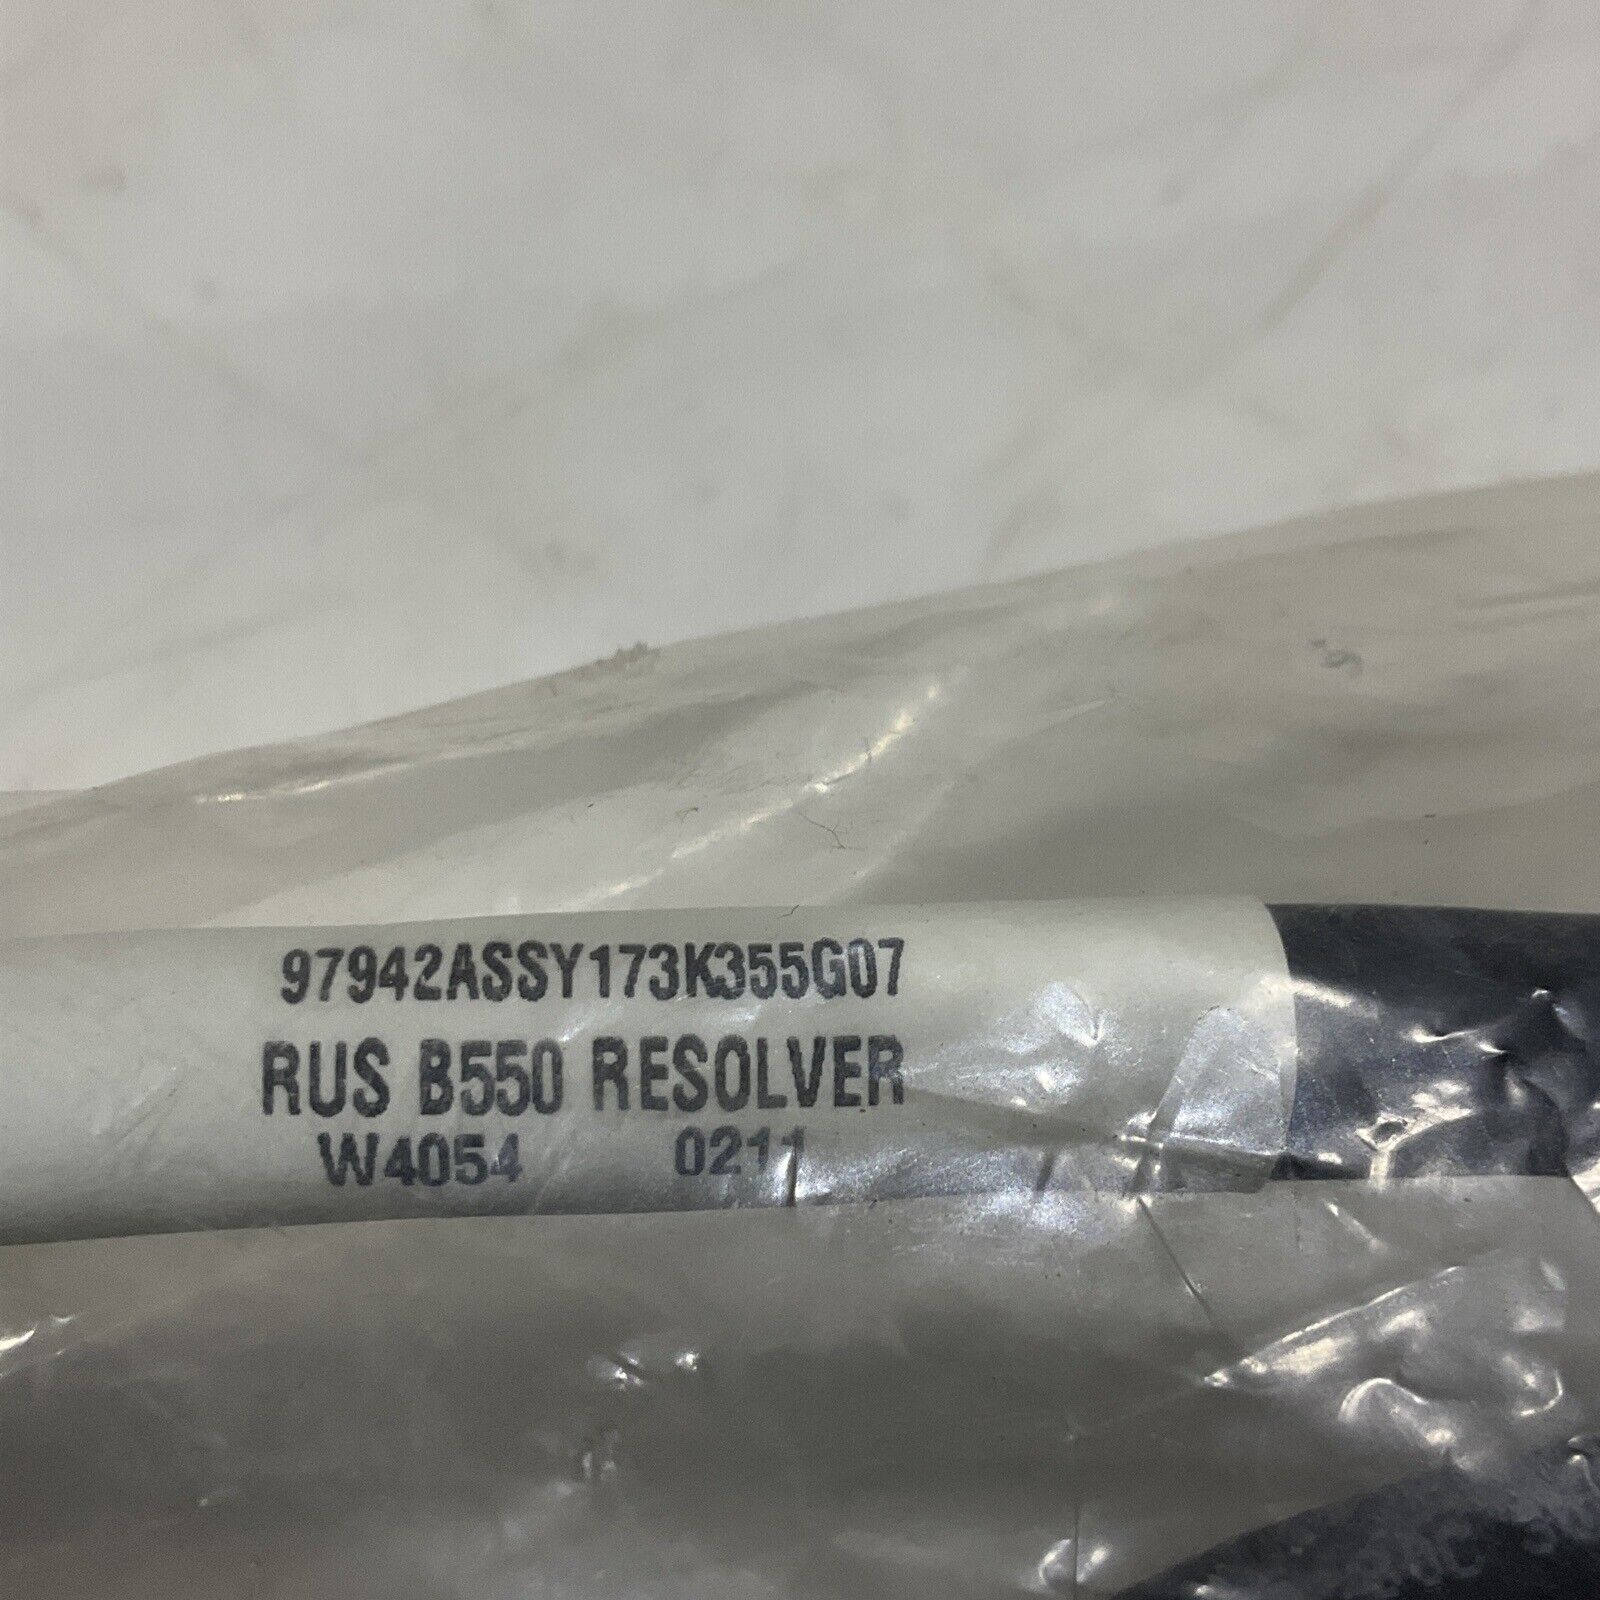 97942ASSY173K355G07
RUS B550 RESOLVER
W4054 0211